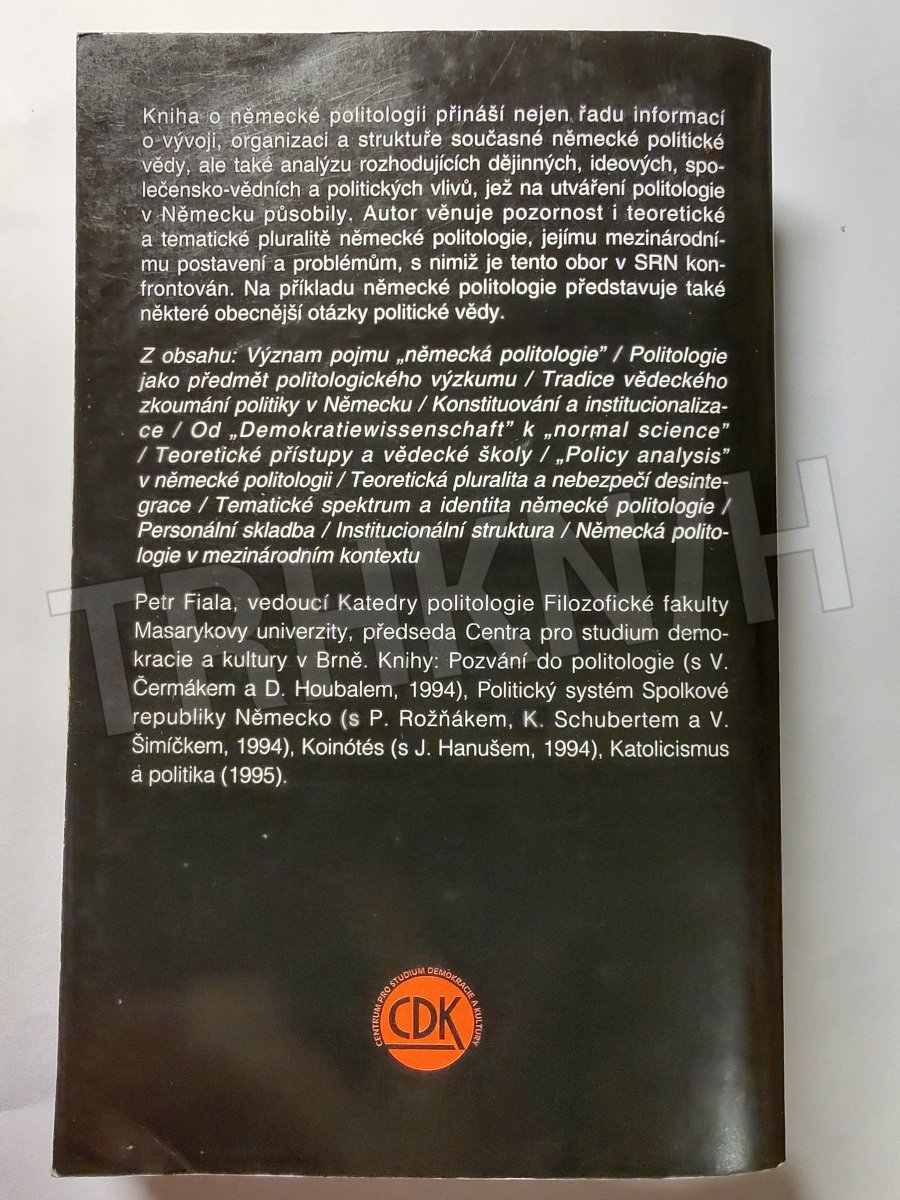 Kniha o německé politologii přináší nejen řadu informací
o vývoji, organizaci a struktuře současné německé politické
vědy, ale také analýzu rozhodujících dějinných, ideových, spo-
lečensko-vědních a politických vlivů, jež na utváření politologie
v Německu působily. Autor věnuje pozornost i teoretické
a tematické pluralitě německé politologie, jejímu mezinárodní-
mu postavení a problémům, s nimiž je tento obor v SRN kon-
frontován. Na příkladu německé politologie představuje také
některé obecnější otázky politické vědy.
Z obsahu: Význam pojmu „německá politologie” / Politologie
jako předmět politologického výzkumu / Tradice vědeckého
zkoumání politiky v Německu / Konstituování a institucionaliza-
ce / Od „Demokratiewissenschaft” k „normal science”
/ Teoretické přístupy a vědecké školy / „Policy analysis”
v německé politologii / Teoretická pluralita a nebezpečí desinte-
grace / Tematické spektrum a identita německé politologie /
Personální skladba / Institucionální struktura / Německá polito-
logie v mezinárodním kontextu
Petr Fiala, vedoucí Katedry politologie Filozofické fakulty
Masarykovy univerzity, předseda Centra pro studium demo-
kracie a kultury v Brně. Knihy: Pozvání do politologie (s V.
Čermákem a D. Houbalem, 1994), Politický systém Spolkové
republiky Německo (s P. Rožňákem, K. Schubertem a V.
Šimíčkem, 1994), Koinótés (s J. Hanušem, 1994), Katolicismus
a politika (1995).
CENTRUM PRO STUDIUM DEMOKRACIE A KULTURY
CDK
TRHKNIH